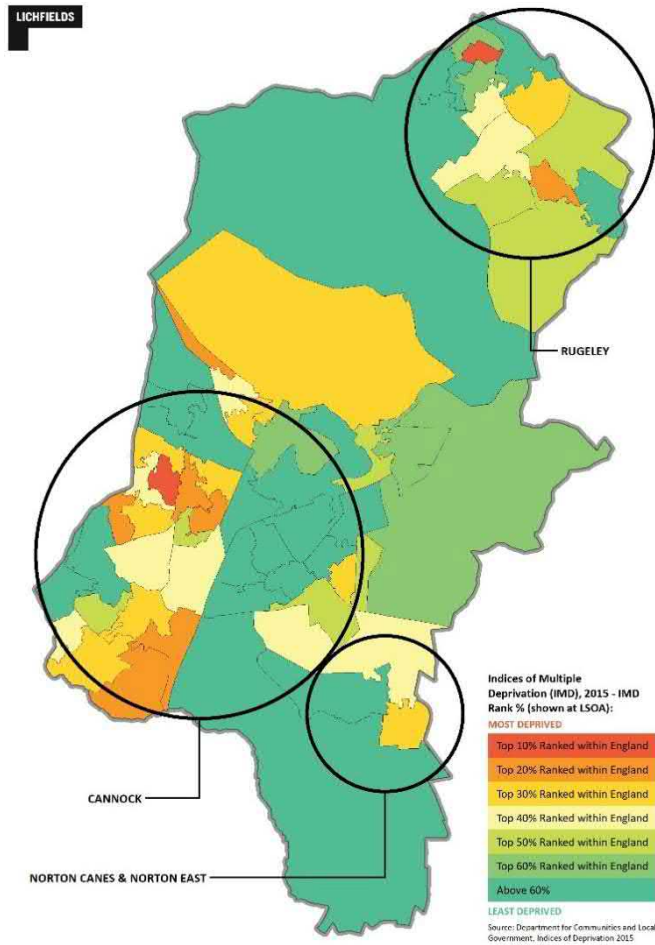 LICHFIELDS
RUGELEY
CANNOCK
NORTON CANES & NORTON EAST
Indices of Multiple
Deprivation (IMD), 2015 - IMD
Rank % (shown at LSOA):
MOST DEPRIVED
Top 10% Ranked within England
Top 20% Ranked within England
Top 30% Ranked within England
Top 40% Ranked within England
Top 50% Ranked within England
Top 60% Ranked within England
Above 60%
LEAST DEPRIVED
Source: Department for Communities and Local
Government, Indices of Deprivation 2015